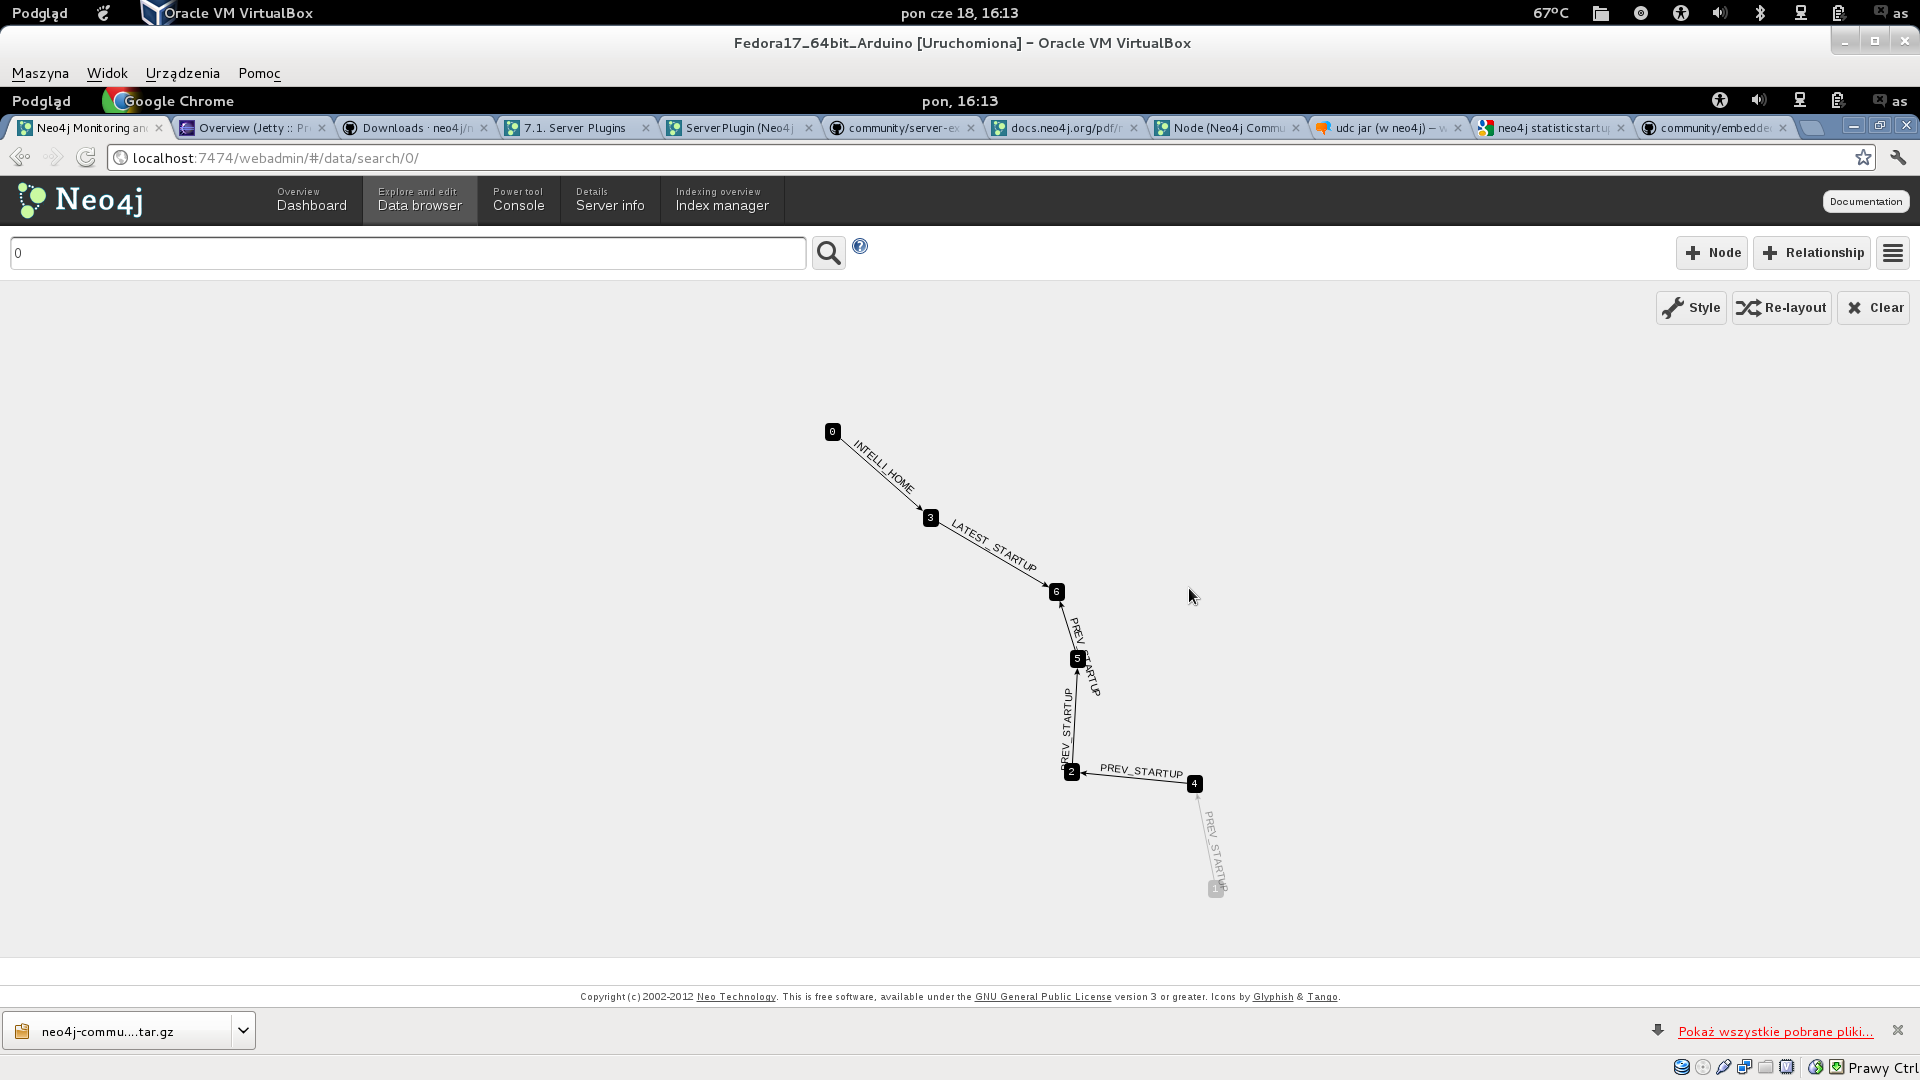 Podgląd Oracle VM VirtualBox pon cze 18, 16:13 67°C as
Fedora17_64bit_Arduino [Uruchomiona] – Oracle VM VirtualBox
Maszyna Widok Urządzenia Pomoc
Podgląd Google Chrome pon, 16:13 as
Neo4j Monitoring an Overview (Jetty :: Pr Downloads · neo4j/n 7.1. Server Plugins ServerPlugin (Neo4j community/server-ex docs.neo4j.org/pdf/ Node (Neo4j Commu udc jar (w neo4j) — w neo4j statisticstartu community/embedde
localhost:7474/webadmin/#/data/search/0/
Neo4j
Overview
Dashboard
Explore and edit
Data browser
Power tool
Console
Details
Server info
Indexing overview
Index manager
Documentation
0 Node Relationship
Style Re-layout Clear
0
INTELLI_HOME
3
LATEST_STARTUP
6
PREV_STARTUP
5
PREV_STARTUP
2
PREV_STARTUP
4
PREV_STARTUP
1
Copyright (c) 2002-2012 Neo Technology. This is free software, available under the GNU General Public License version 3 or greater. Icons by Glyphish & Tango.
neo4j-commu....tar.gz Pokaż wszystkie pobrane pliki...
Prawy Ctrl